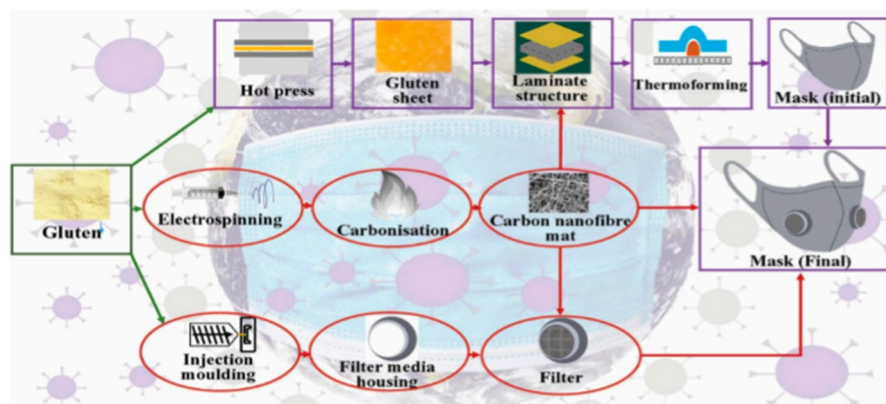 Hot press
Gluten
sheet
Laminate
structure
Thermoforming
Mask (initial)
Gluten
Electrospinning
Carbonisation
Carbon nanofibre
mat
Mask (Final)
Injection
moulding
Filter media
housing
Filter